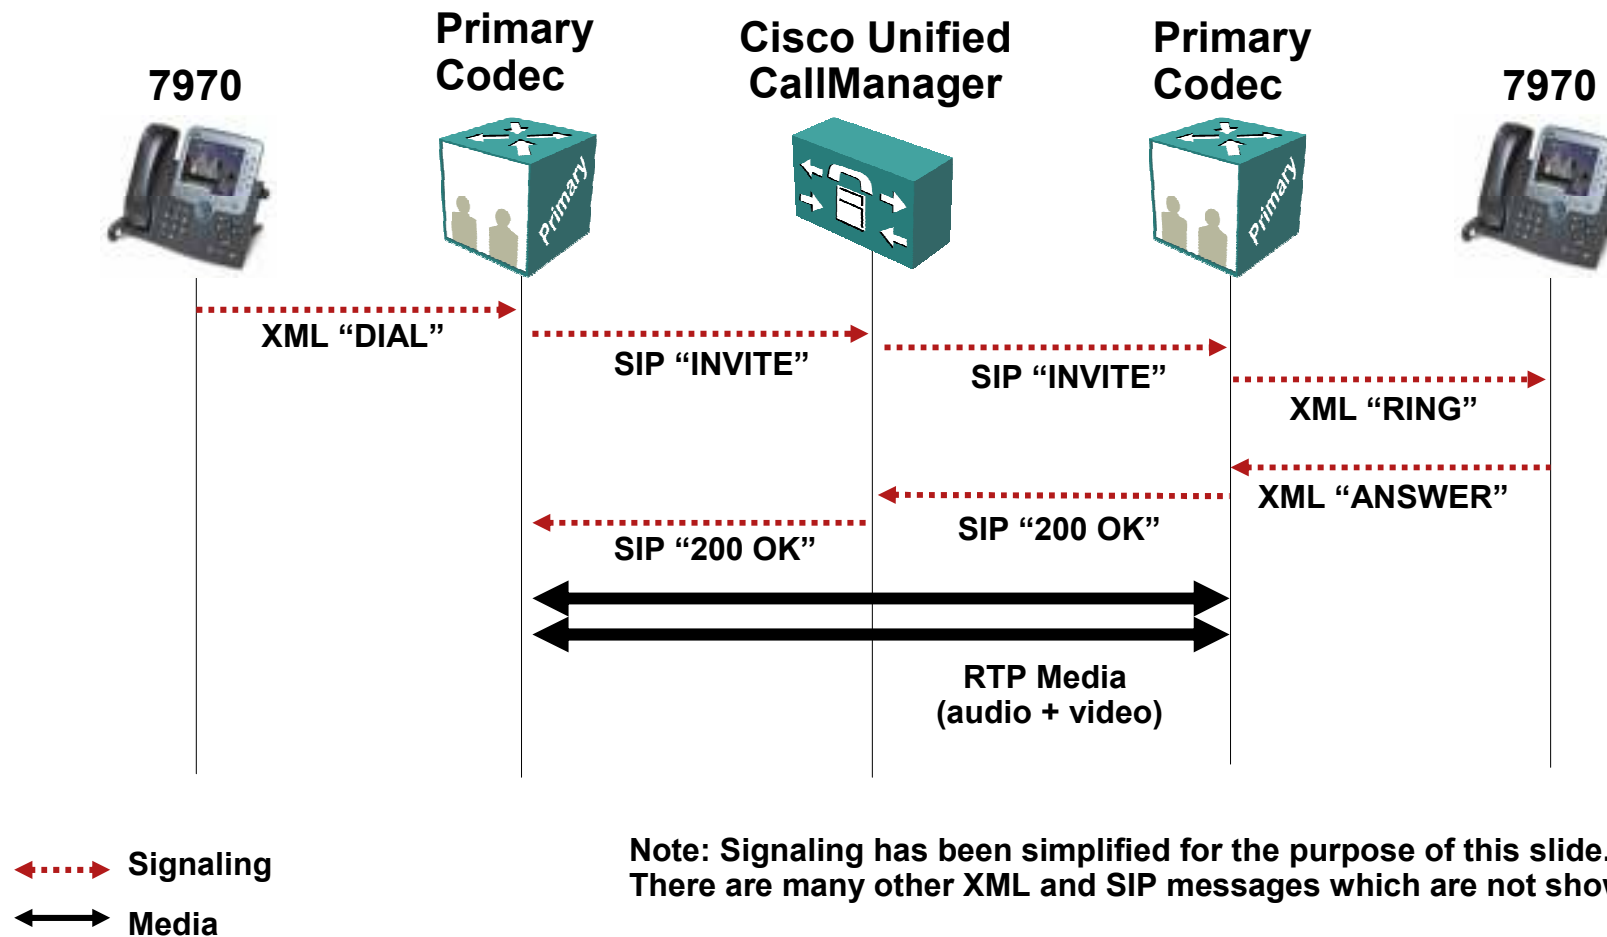 Primary
Codec
Cisco Unified
CallManager
Primary
Codec
7970
7970
Primary
Primary
XML “DIAL”
SIP “INVITE”
SIP “INVITE”
XML “RING”
XML “ANSWER”
SIP “200 OK”
SIP “200 OK”
RTP Media
(audio + video)
Signaling
Media
Note: Signaling has been simplified for the purpose of this slide.
There are many other XML and SIP messages which are not